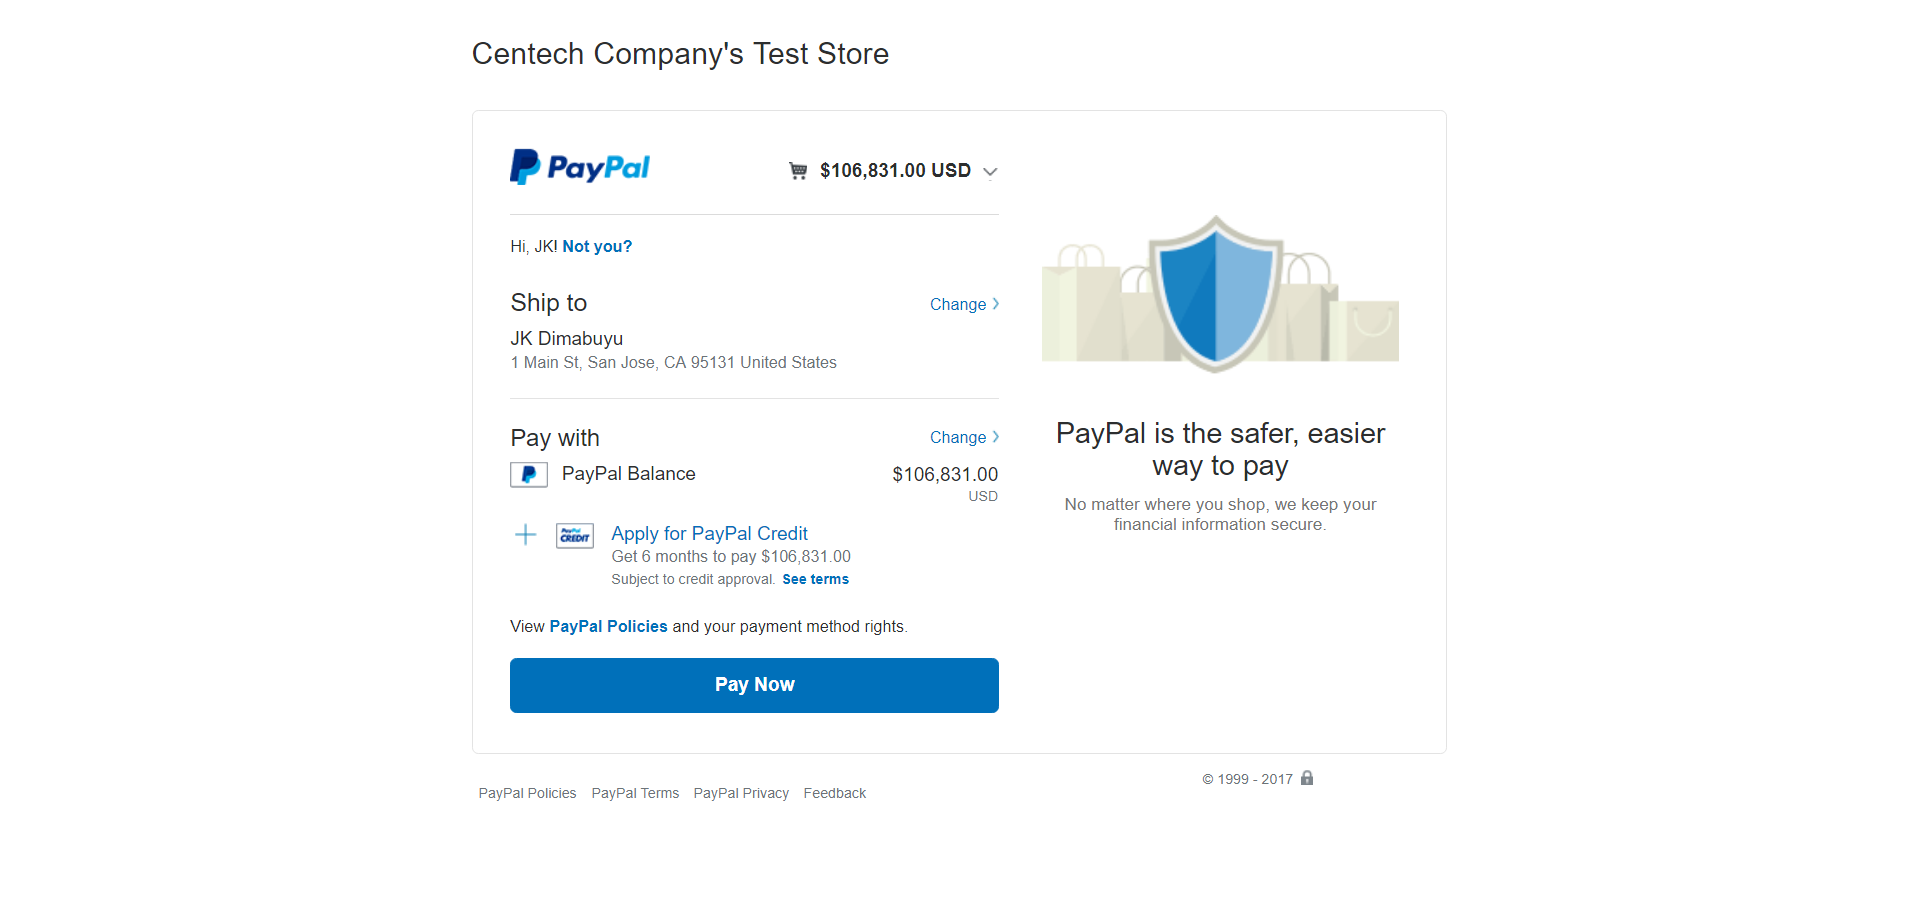 Centech Company's Test Store
PayPal
$106,831.00 USD
Hi, JK! Not you?
Ship to
Change
JK Dimabuyu
1 Main St, San Jose, CA 95131 United States
Pay with
Change
PayPal Balance
$106,831.00
USD
PayPal
CREDIT
Apply for PayPal Credit
Get 6 months to pay $106,831.00
Subject to credit approval. See terms
View PayPal Policies and your payment method rights.
Pay Now
PayPal is the safer, easier
way to pay
No matter where you shop, we keep your
financial information secure.
PayPal Policies PayPal Terms PayPal Privacy Feedback
© 1999 - 2017